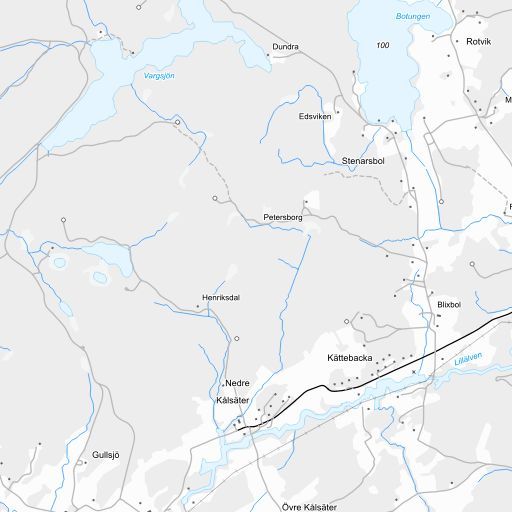 Botungen
Rotvik
100
Dundra
Vargsjön
Edsviken
Stenarsbol
Petersborg
Henriksdal
Blixbol
Kättebacka
Lillälven
Nedre
Kålsäter
Gullsjö
Övre Kålsäter